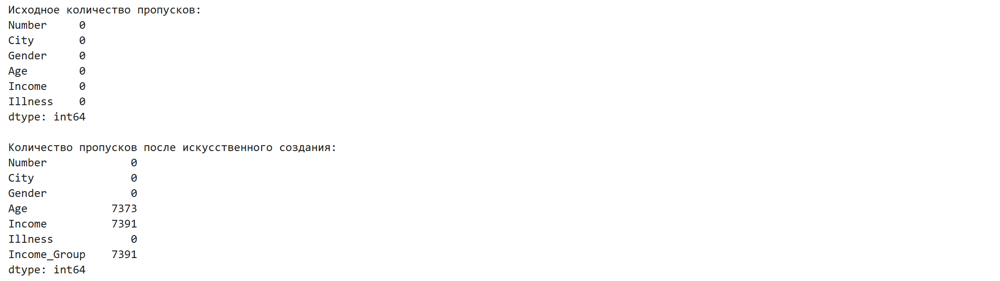 Исходное количество пропусков:
Number     0
City       0
Gender     0
Age        0
Income     0
Illness    0
dtype: int64

Количество пропусков после искусственного создания:
Number             0
City               0
Gender             0
Age             7373
Income          7391
Illness            0
Income_Group    7391
dtype: int64